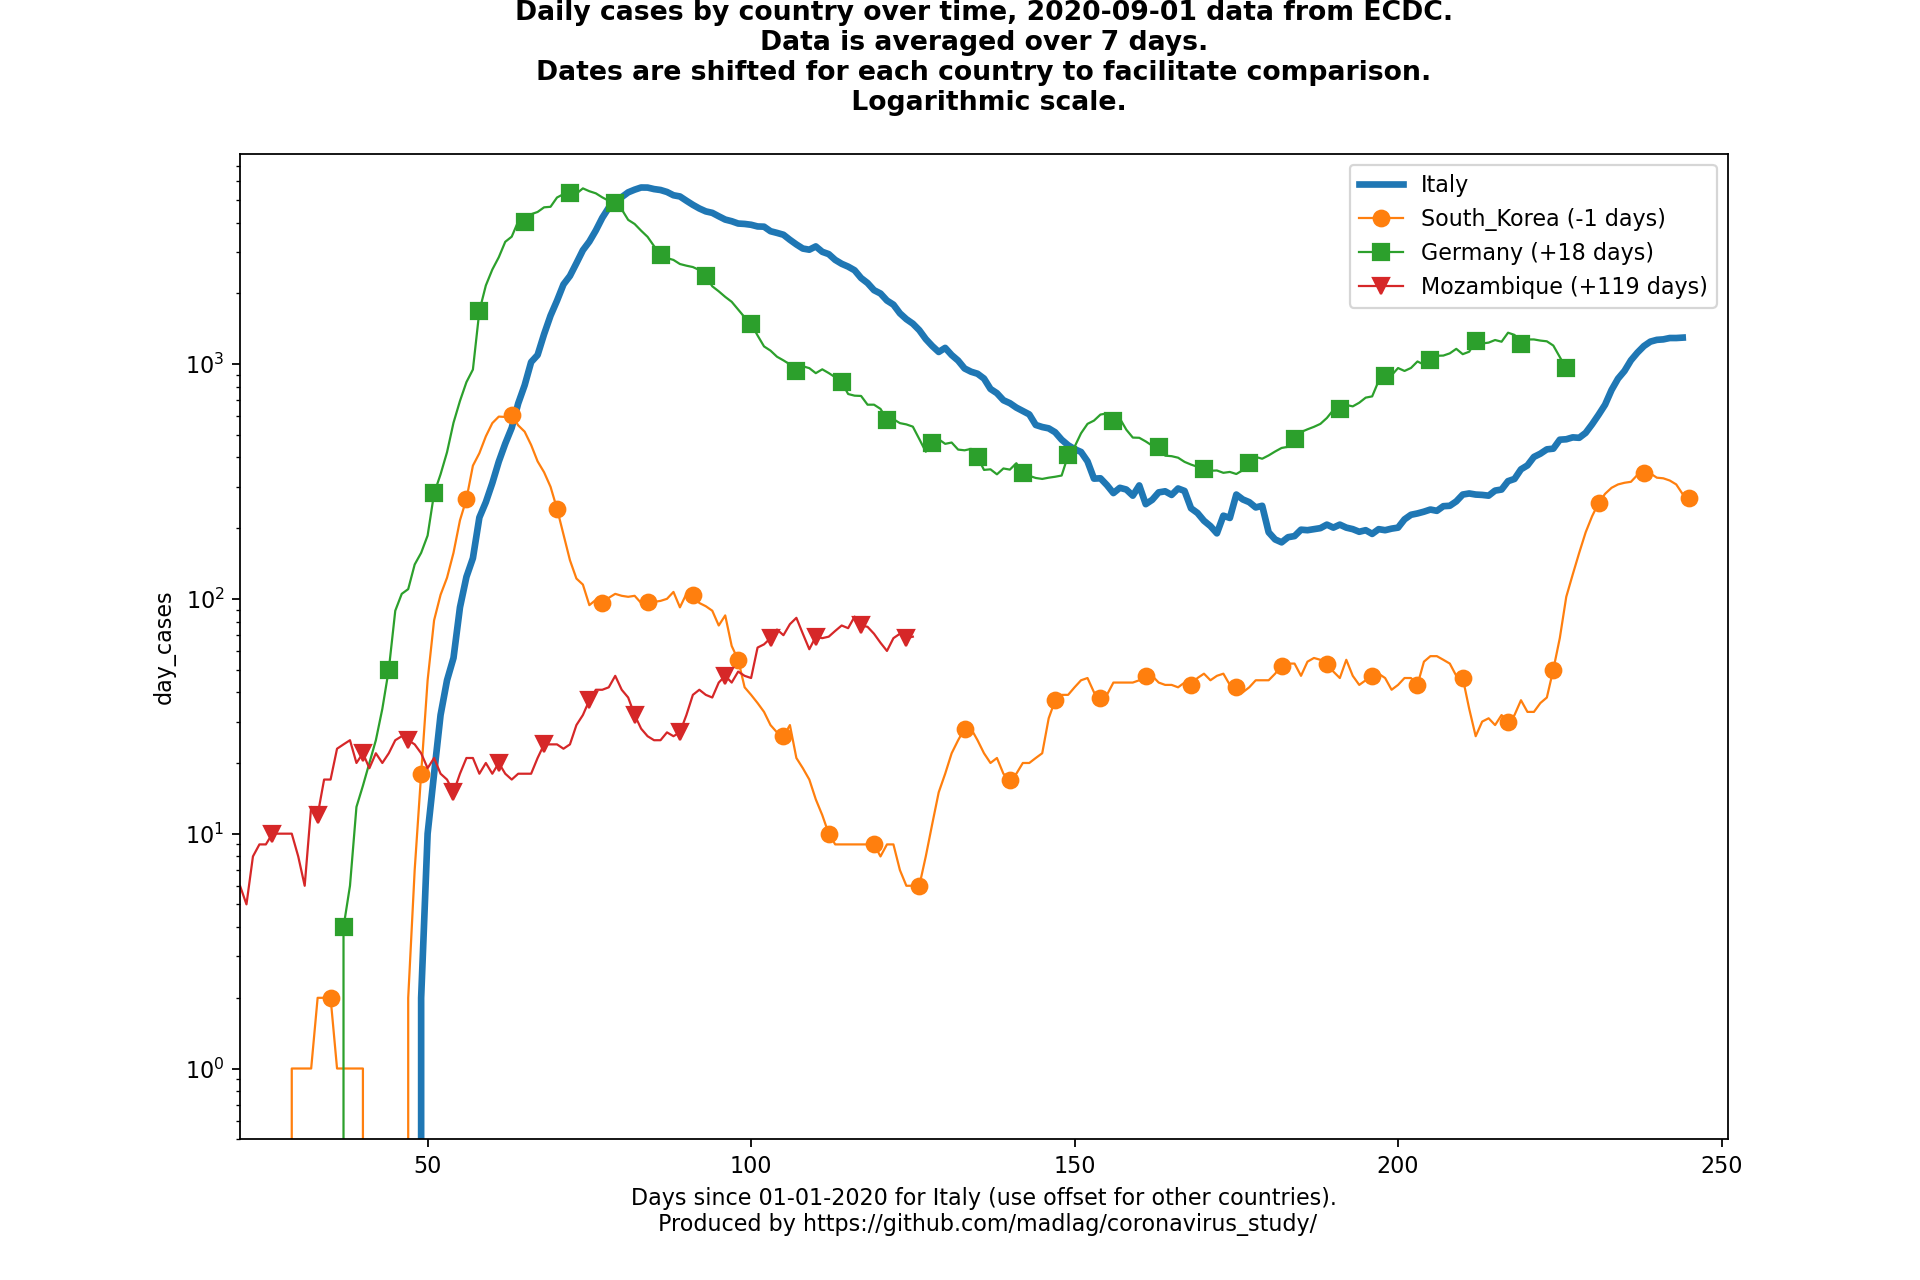 Daily cases by country over time, 2020-09-01 data from ECDC.
Data is averaged over 7 days.
Dates are shifted for each country to facilitate comparison.
Logarithmic scale.
Italy
South_Korea (-1 days)
Germany (+18 days)
Mozambique (+119 days)
day_cases
10³
10²
10¹
10⁰
50
100
150
200
250
Days since 01-01-2020 for Italy (use offset for other countries).
Produced by https://github.com/madlag/coronavirus_study/